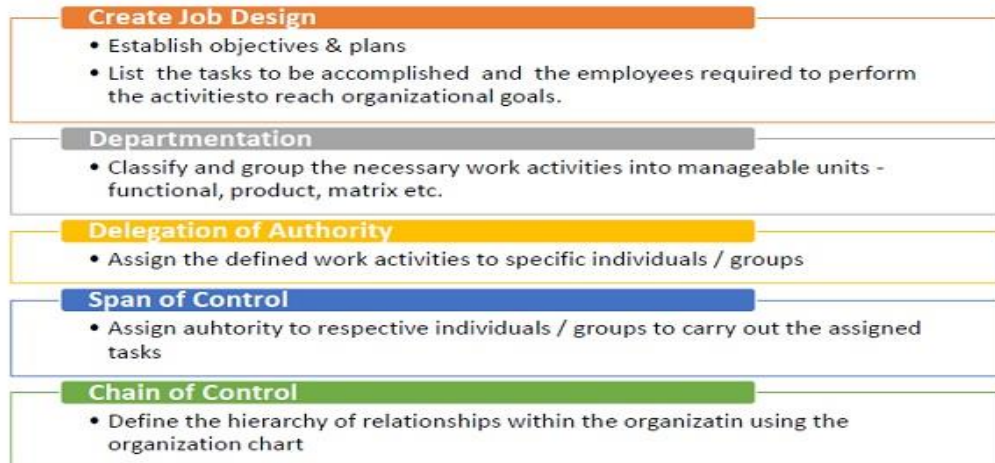 Create Job Design
• Establish objectives & plans
• List the tasks to be accomplished and the employees required to perform
the activitiesto reach organizational goals.
Departmentation
• Classify and group the necessary work activities into manageable units -
functional, product, matrix etc.
Delegation of Authority
• Assign the defined work activities to specific individuals / groups
Span of Control
• Assign auhtority to respective individuals / groups to carry out the assigned
tasks
Chain of Control
• Define the hierarchy of relationships within the organizatin using the
organization chart